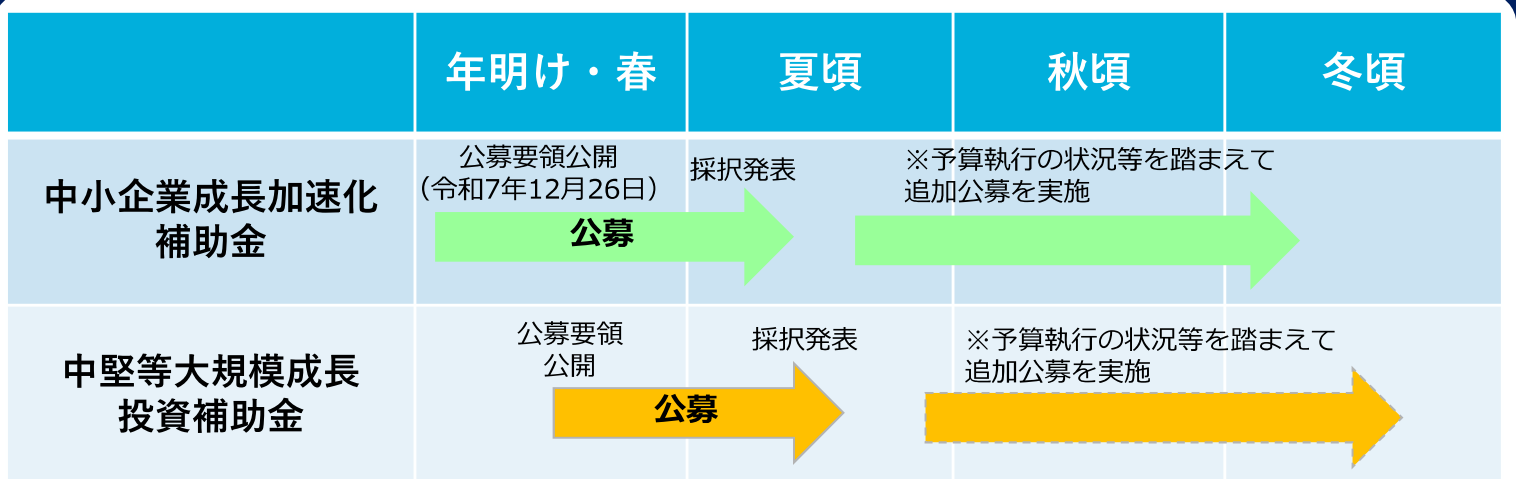 年明け・春
夏頃
秋頃
冬頃
中小企業成長加速化
補助金
公募要領公開
（令和7年12月26日）
公募
採択発表
※予算執行の状況等を踏まえて
追加公募を実施
中堅等大規模成長
投資補助金
公募要領
公開
公募
採択発表
※予算執行の状況等を踏まえて
追加公募を実施